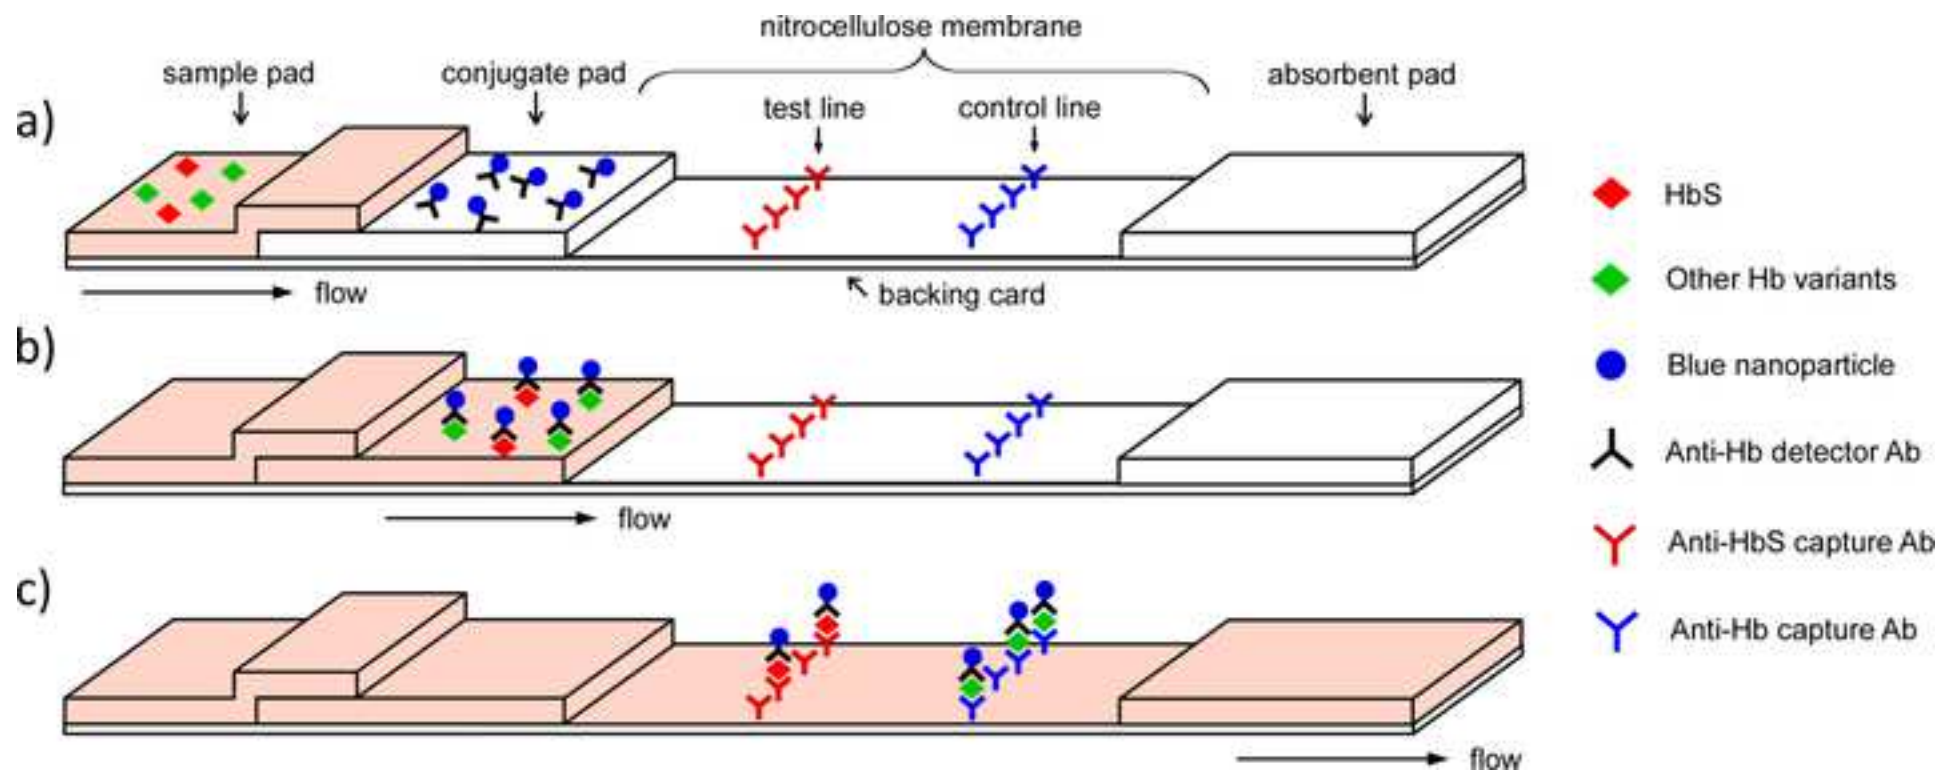 nitrocellulose membrane
sample pad
conjugate pad
absorbent pad
test line
control line
a)
flow
backing card
b)
flow
c)
flow
HbS
Other Hb variants
Blue nanoparticle
Anti-Hb detector Ab
Anti-HbS capture Ab
Anti-Hb capture Ab